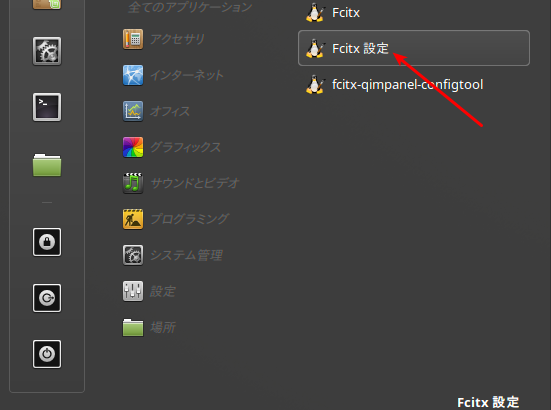 全てのアプリケーション
アクセサリ
インターネット
オフィス
グラフィックス
サウンドとビデオ
プログラミング
システム管理
設定
場所
Fcitx
Fcitx 設定
fcitx-qimpanel-configtool
Fcitx 設定